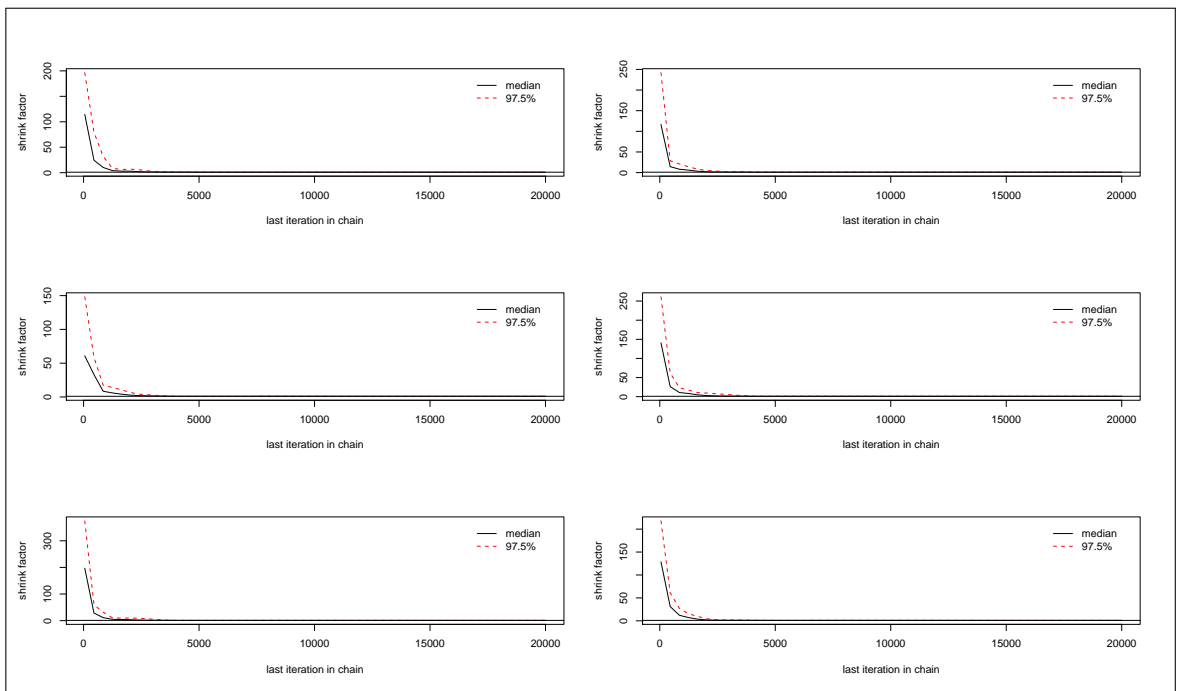 shrink factor
0 50 100 200
median
97.5%
0 5000 10000 15000 20000
last iteration in chain
shrink factor
0 50 150 250
median
97.5%
0 5000 10000 15000 20000
last iteration in chain
shrink factor
0 50 100 150
median
97.5%
0 5000 10000 15000 20000
last iteration in chain
shrink factor
0 50 150 250
median
97.5%
0 5000 10000 15000 20000
last iteration in chain
shrink factor
0 100 300
median
97.5%
0 5000 10000 15000 20000
last iteration in chain
shrink factor
0 50 150
median
97.5%
0 5000 10000 15000 20000
last iteration in chain